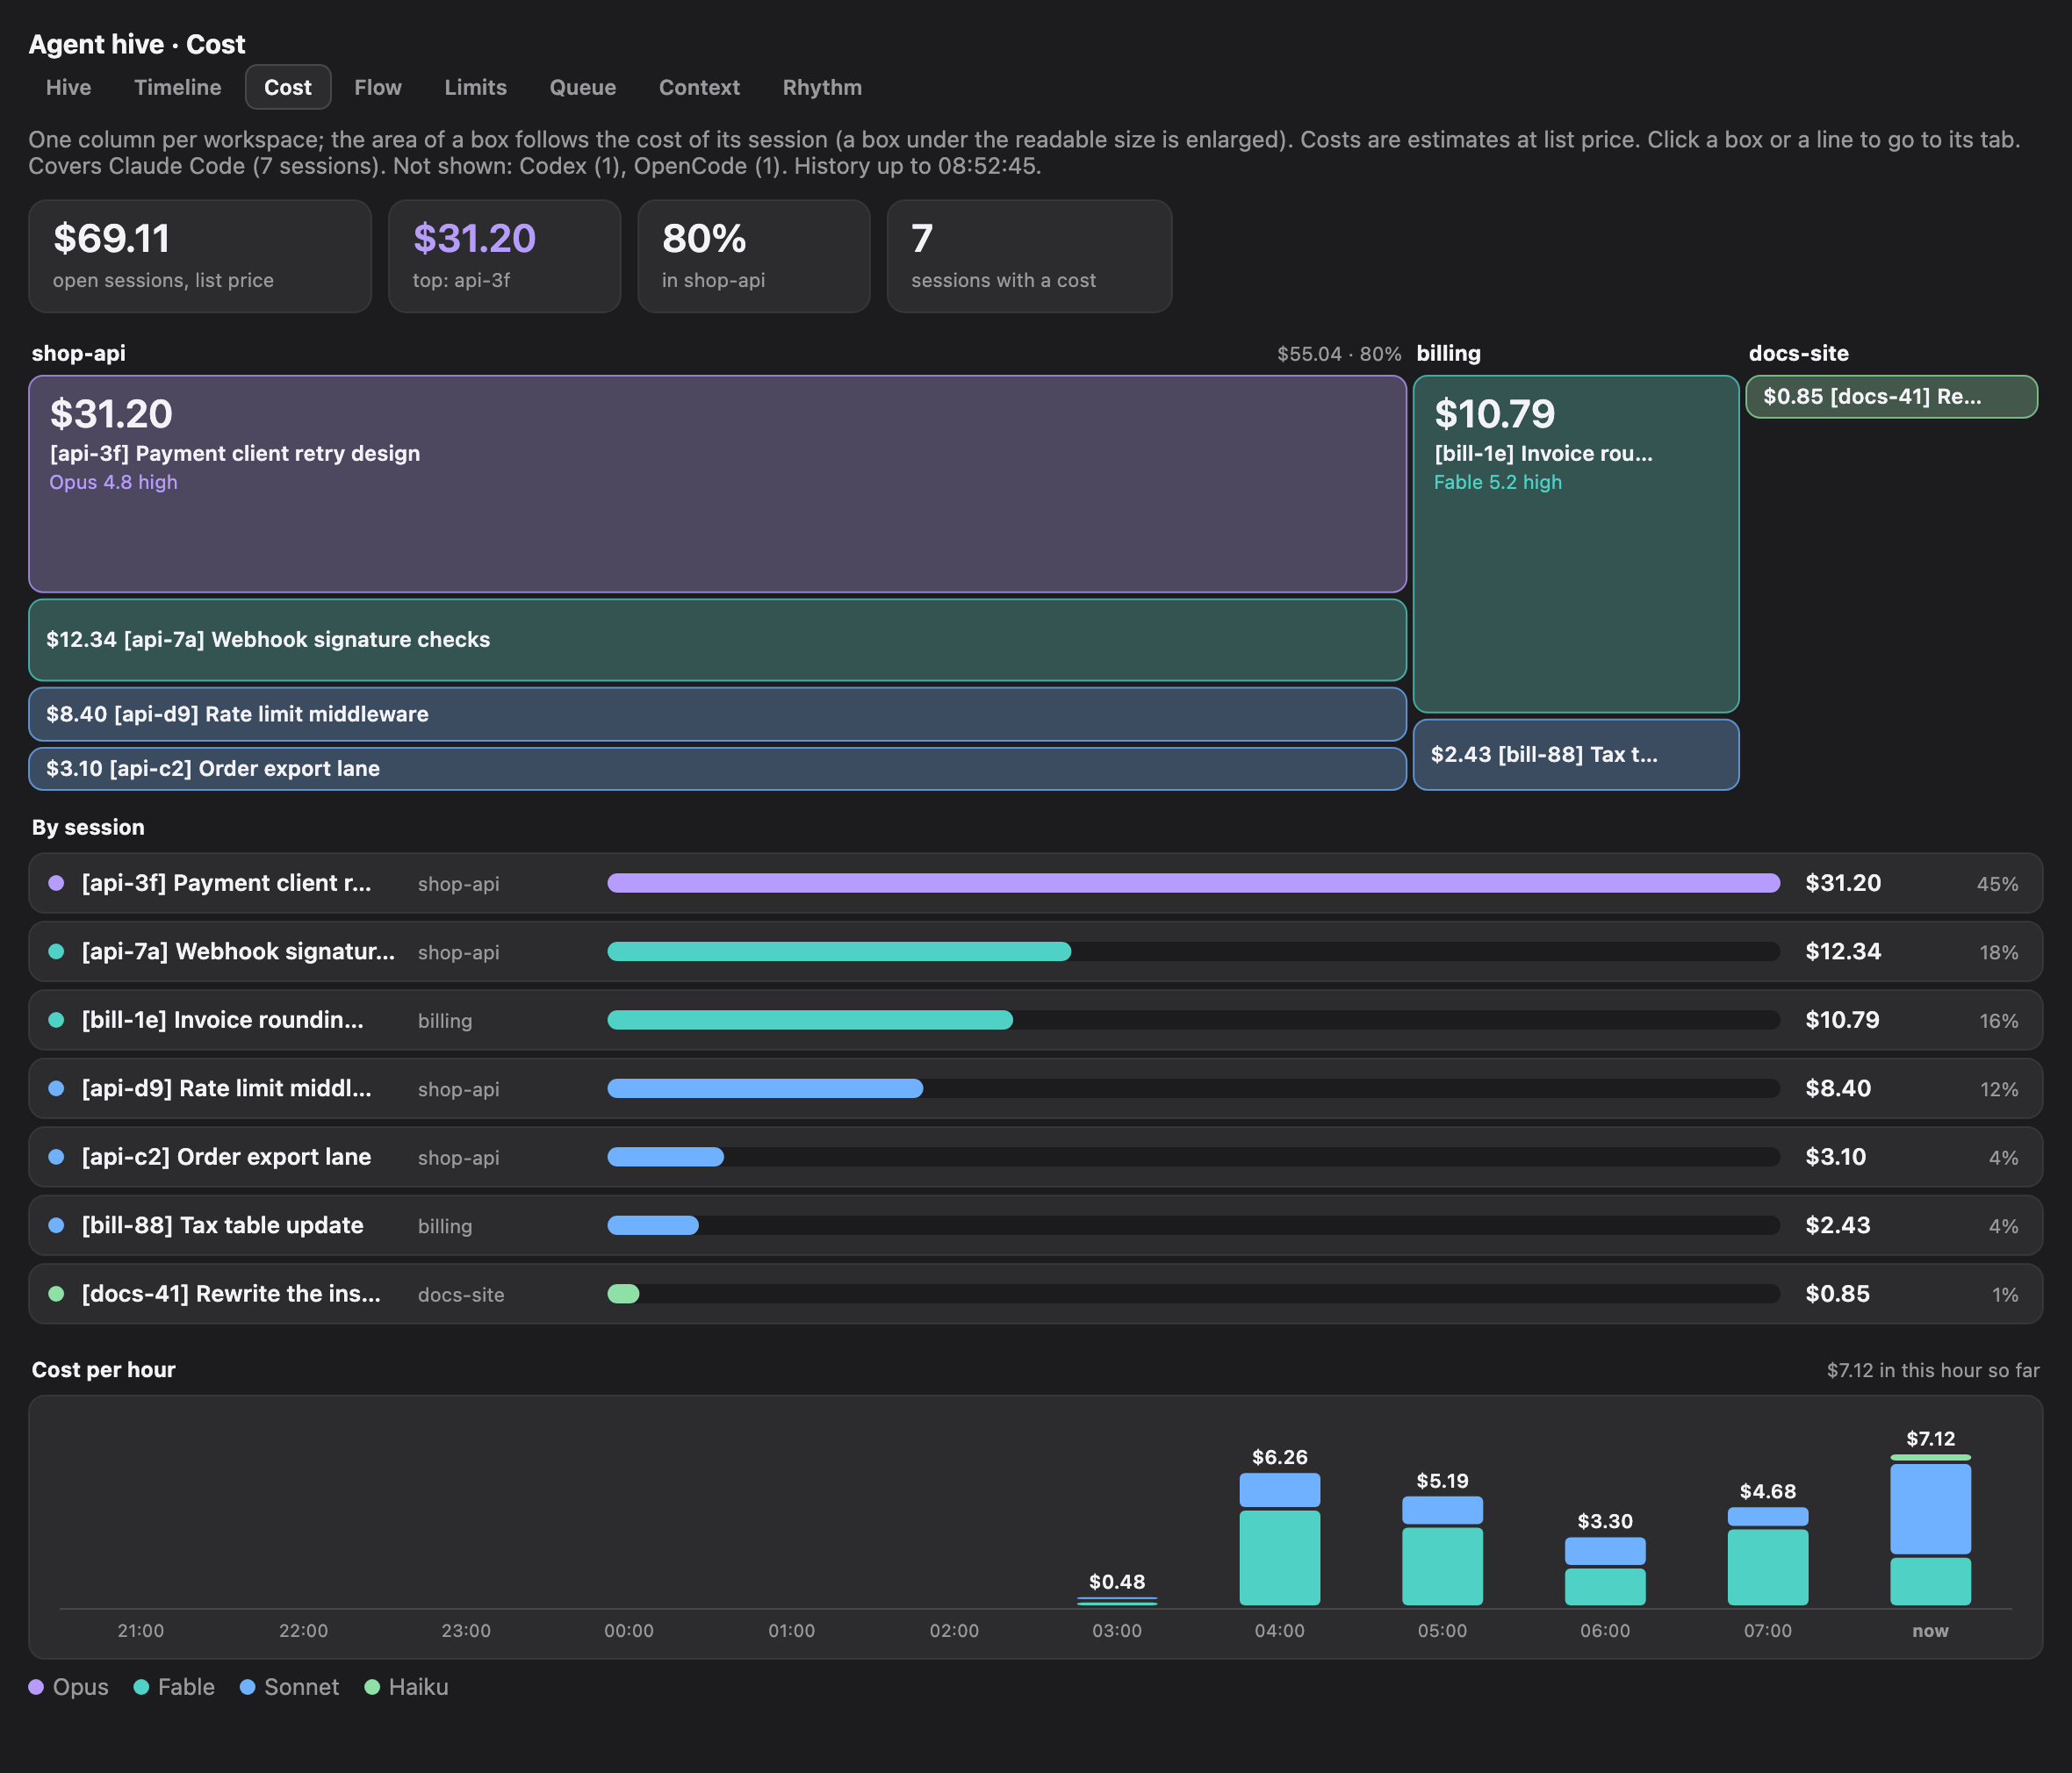 Agent hive · Cost
Hive Timeline Cost Flow Limits Queue Context Rhythm
One column per workspace; the area of a box follows the cost of its session (a box under the readable size is enlarged). Costs are estimates at list price. Click a box or a line to go to its tab.
Covers Claude Code (7 sessions). Not shown: Codex (1), OpenCode (1). History up to 08:52:45.
$69.11
open sessions, list price
$31.20
top: api-3f
80%
in shop-api
7
sessions with a cost
shop-api $55.04 · 80%
$31.20
[api-3f] Payment client retry design
Opus 4.8 high
$12.34 [api-7a] Webhook signature checks
$8.40 [api-d9] Rate limit middleware
$3.10 [api-c2] Order export lane
billing
$10.79
[bill-1e] Invoice rou...
Fable 5.2 high
$2.43 [bill-88] Tax t...
docs-site
$0.85 [docs-41] Re...
By session
[api-3f] Payment client r... shop-api $31.20 45%
[api-7a] Webhook signatur... shop-api $12.34 18%
[bill-1e] Invoice roundin... billing $10.79 16%
[api-d9] Rate limit middl... shop-api $8.40 12%
[api-c2] Order export lane shop-api $3.10 4%
[bill-88] Tax table update billing $2.43 4%
[docs-41] Rewrite the ins... docs-site $0.85 1%
Cost per hour $7.12 in this hour so far
$0.48 $6.26 $5.19 $3.30 $4.68 $7.12
21:00 22:00 23:00 00:00 01:00 02:00 03:00 04:00 05:00 06:00 07:00 now
Opus Fable Sonnet Haiku